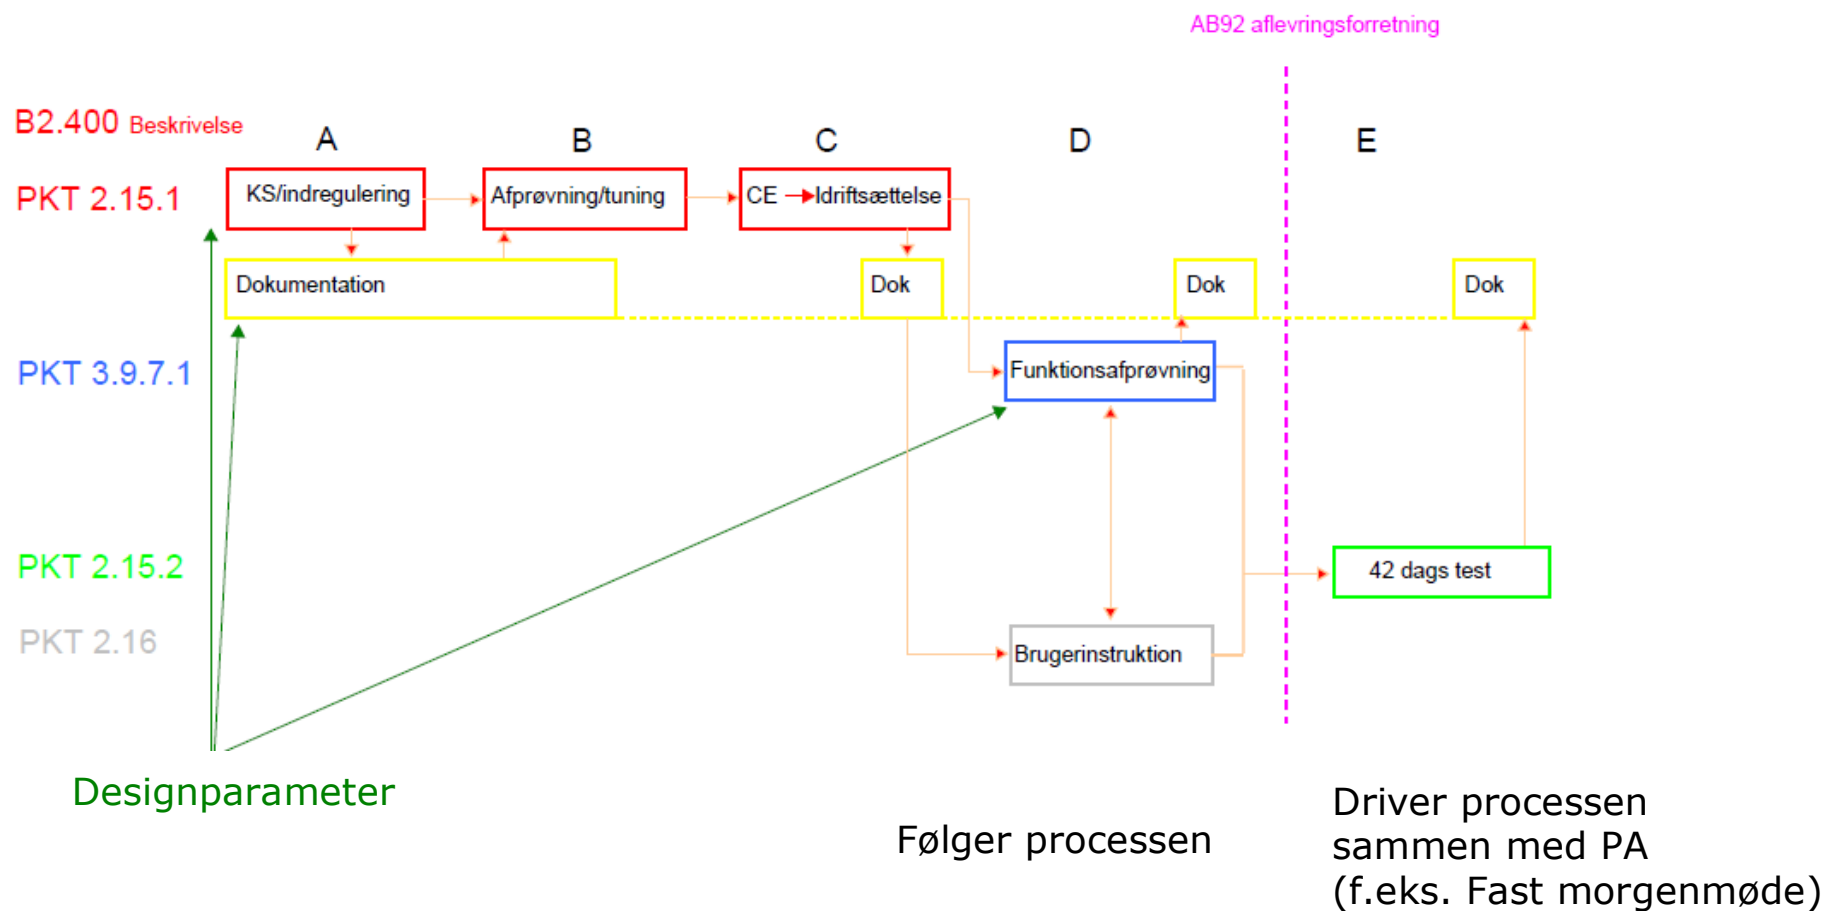 AB92 aflevringsforretning
B2.400 Beskrivelse
A B C D E
PKT 2.15.1
KS/indregulering
Afprøvning/tuning
CE Idriftsættelse
Dokumentation
Dok
Dok
Dok
PKT 3.9.7.1
Funktionsafprøvning
PKT 2.15.2
42 dags test
PKT 2.16
Brugerinstruktion
Designparameter
Følger processen
Driver processen
sammen med PA
(f.eks. Fast morgenmøde)